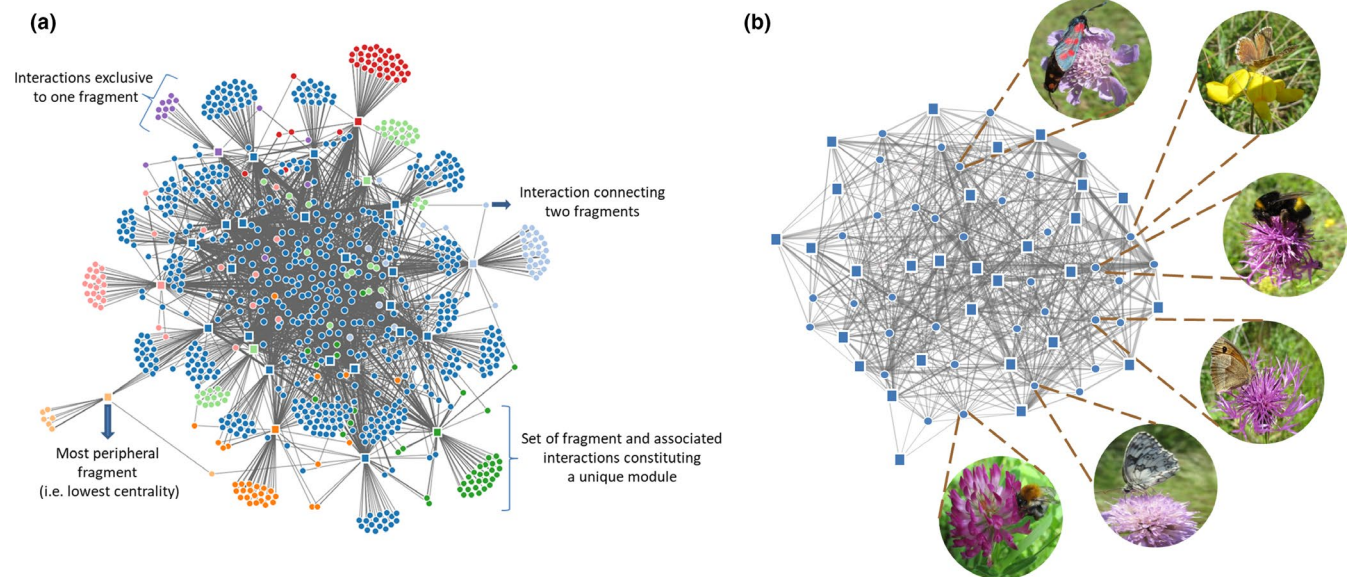 (a)
Interactions exclusive
to one fragment
Interaction connecting
two fragments
Most peripheral
fragment
(i.e. lowest centrality)
Set of fragment and associated
interactions constituting
a unique module
(b)